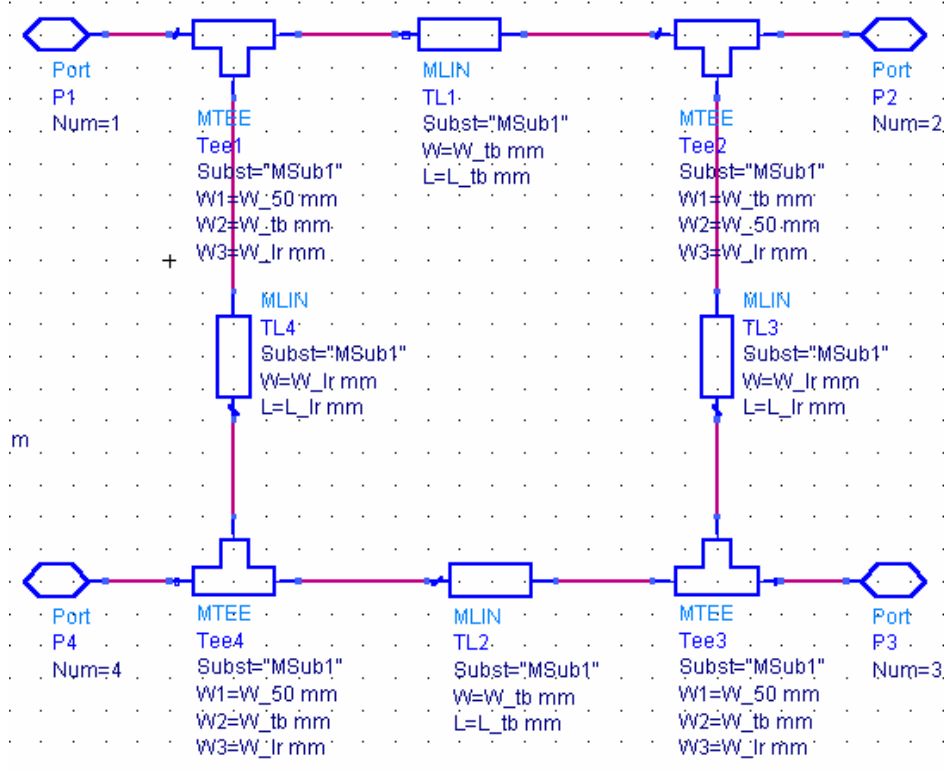 Port
P1
Num=1
MTEE
Tee1
Subst="MSub1"
W1=W_50 mm
W2=W_tb mm
W3=W_lr mm
MLIN
TL1
Subst="MSub1"
W=W_tb mm
L=L_tb mm
MTEE
Tee2
Subst="MSub1"
W1=W_tb mm
W2=W_50 mm
W3=W_lr mm
Port
P2
Num=2
MLIN
TL4
Subst="MSub1"
W=W_lr mm
L=L_lr mm
MLIN
TL3
Subst="MSub1"
W=W_lr mm
L=L_lr mm
m
Port
P4
Num=4
MTEE
Tee4
Subst="MSub1"
W1=W_50 mm
W2=W_tb mm
W3=W_lr mm
MLIN
TL2
Subst="MSub1"
W=W_tb mm
L=L_tb mm
MTEE
Tee3
Subst="MSub1"
W1=W_50 mm
W2=W_tb mm
W3=W_lr mm
Port
P3
Num=3